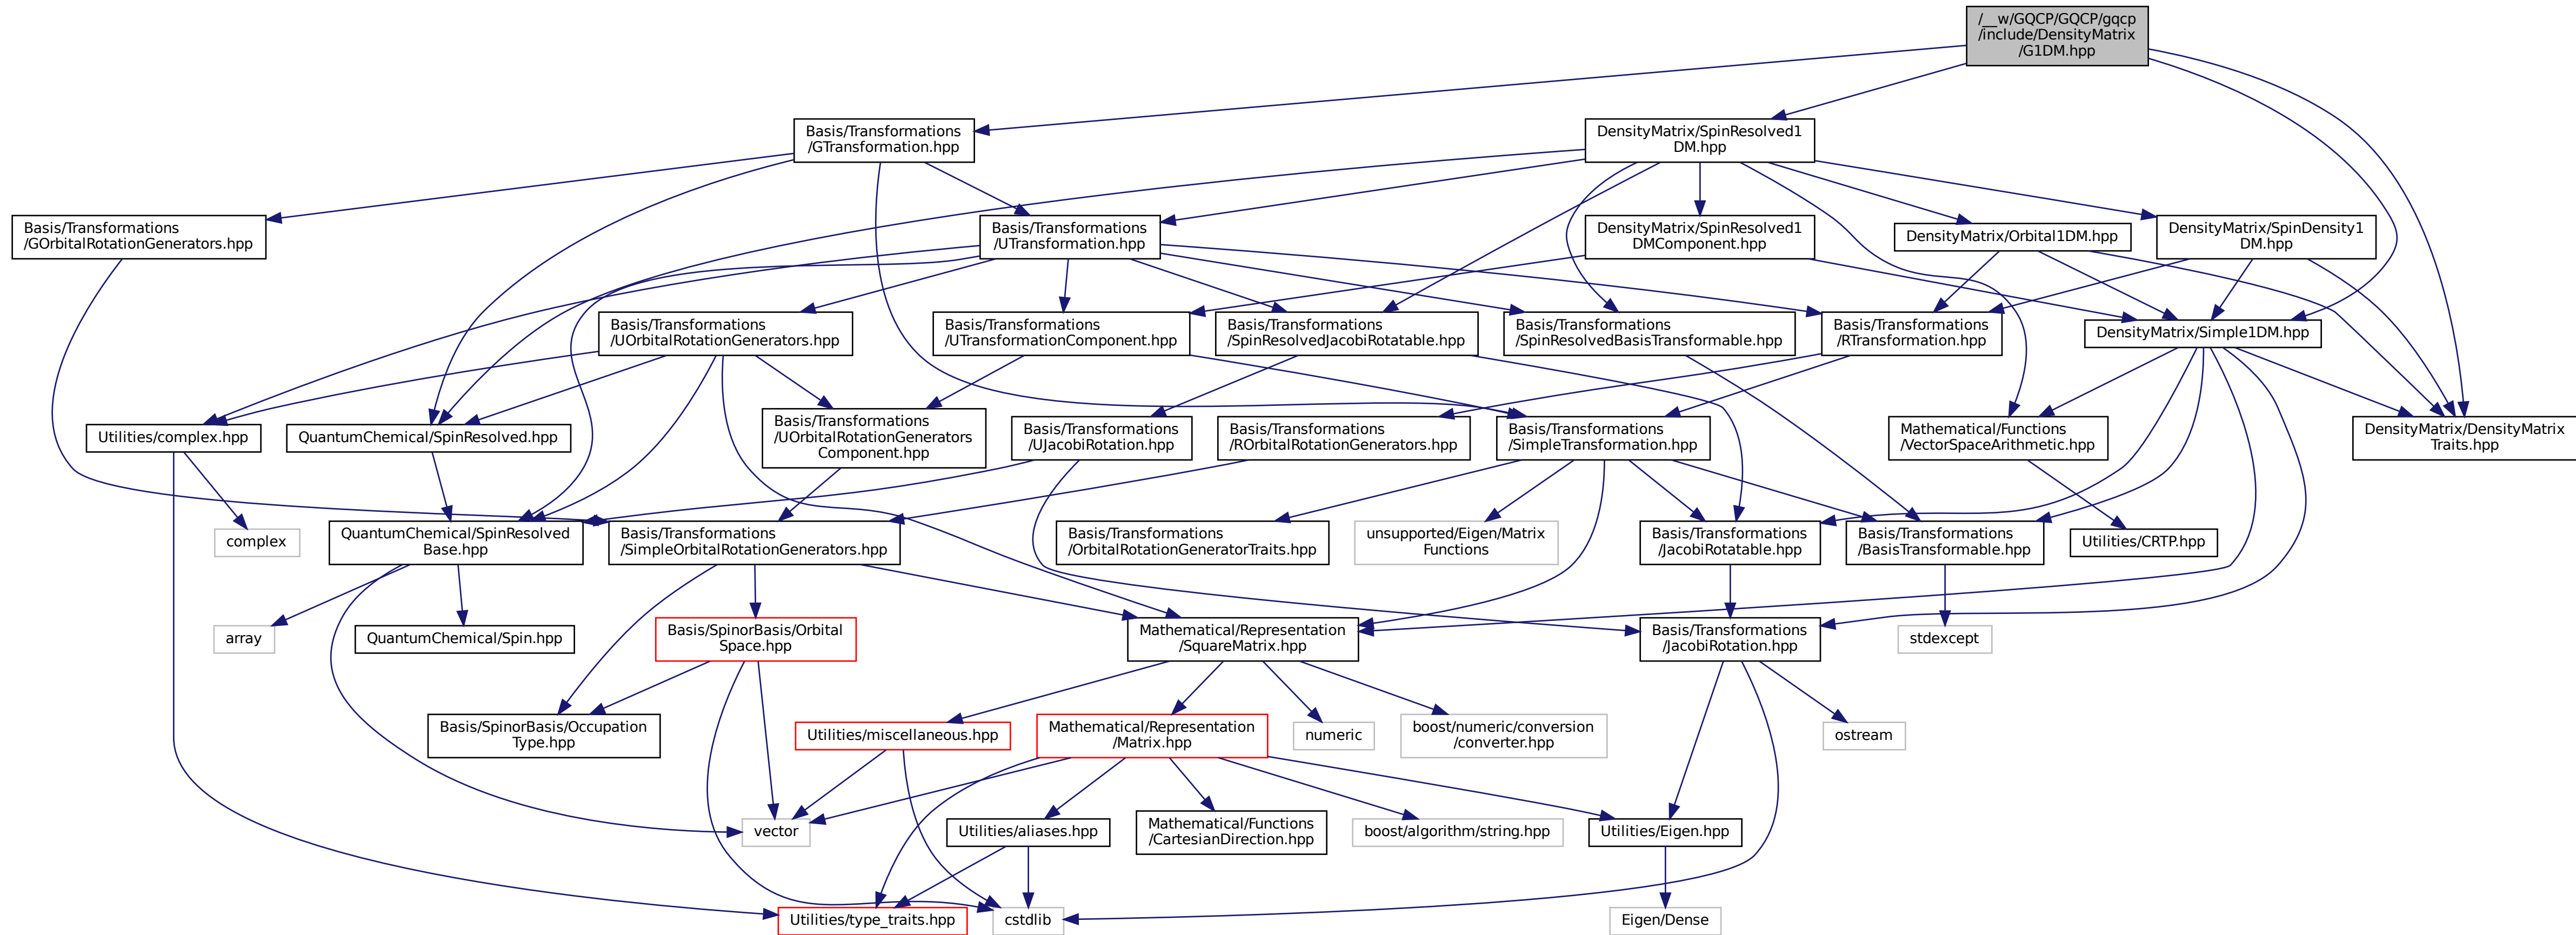 /__w/GQCP/GQCP/gqcp
/include/DensityMatrix
/G1DM.hpp
Basis/Transformations
/GTransformation.hpp
DensityMatrix/SpinResolved1
DM.hpp
Basis/Transformations
/GOrbitalRotationGenerators.hpp
Basis/Transformations
/UTransformation.hpp
DensityMatrix/SpinResolved1
DMComponent.hpp
DensityMatrix/Orbital1DM.hpp
DensityMatrix/SpinDensity1
DM.hpp
Basis/Transformations
/UOrbitalRotationGenerators.hpp
Basis/Transformations
/UTransformationComponent.hpp
Basis/Transformations
/SpinResolvedJacobiRotatable.hpp
Basis/Transformations
/SpinResolvedBasisTransformable.hpp
Basis/Transformations
/RTransformation.hpp
DensityMatrix/Simple1DM.hpp
Utilities/complex.hpp
QuantumChemical/SpinResolved.hpp
Basis/Transformations
/UOrbitalRotationGenerators
Component.hpp
Basis/Transformations
/UJacobiRotation.hpp
Basis/Transformations
/ROrbitalRotationGenerators.hpp
Basis/Transformations
/SimpleTransformation.hpp
Mathematical/Functions
/VectorSpaceArithmetic.hpp
DensityMatrix/DensityMatrix
Traits.hpp
complex
QuantumChemical/SpinResolved
Base.hpp
Basis/Transformations
/SimpleOrbitalRotationGenerators.hpp
Basis/Transformations
/OrbitalRotationGeneratorTraits.hpp
unsupported/Eigen/Matrix
Functions
Basis/Transformations
/JacobiRotatable.hpp
Basis/Transformations
/BasisTransformable.hpp
Utilities/CRTP.hpp
array
QuantumChemical/Spin.hpp
Basis/SpinorBasis/Orbital
Space.hpp
Mathematical/Representation
/SquareMatrix.hpp
Basis/Transformations
/JacobiRotation.hpp
stdexcept
Basis/SpinorBasis/Occupation
Type.hpp
Utilities/miscellaneous.hpp
Mathematical/Representation
/Matrix.hpp
numeric
boost/numeric/conversion
/converter.hpp
ostream
vector
Utilities/aliases.hpp
Mathematical/Functions
/CartesianDirection.hpp
boost/algorithm/string.hpp
Utilities/Eigen.hpp
Utilities/type_traits.hpp
cstdlib
Eigen/Dense